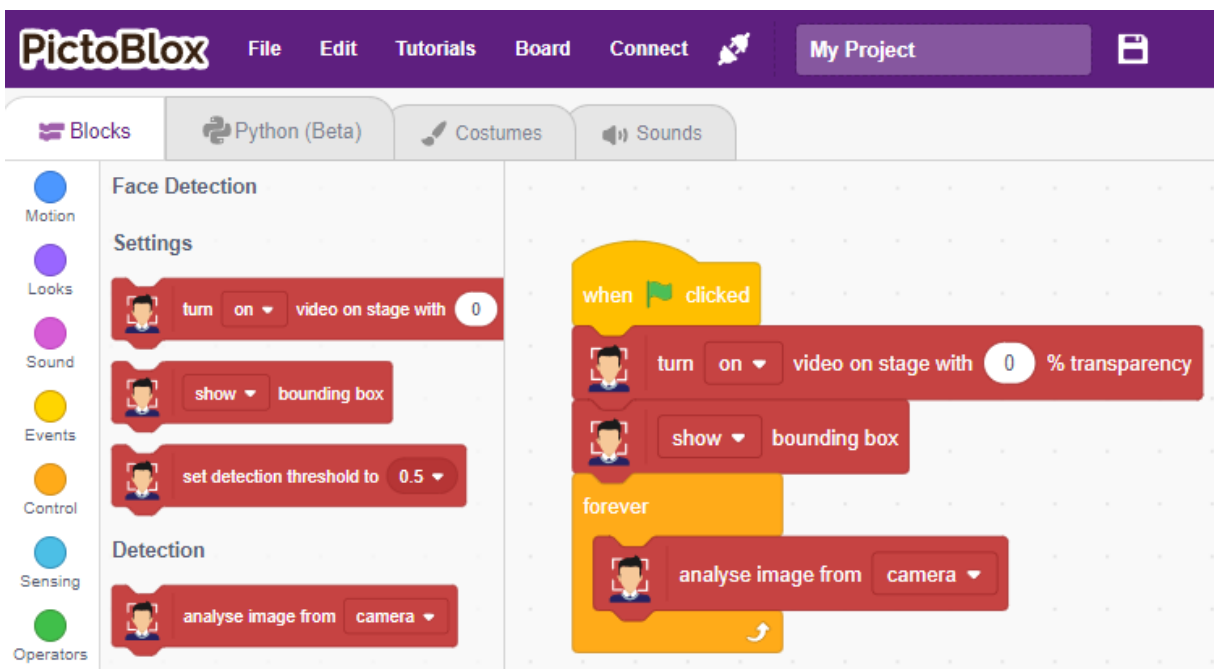 PictoBlox File Edit Tutorials Board Connect My Project
Blocks Python (Beta) Costumes Sounds
Motion
Looks
Sound
Events
Control
Sensing
Operators
Face Detection
Settings
turn on video on stage with 0
show bounding box
set detection threshold to 0.5
Detection
analyse image from camera
when clicked
turn on video on stage with 0 % transparency
show bounding box
forever
analyse image from camera